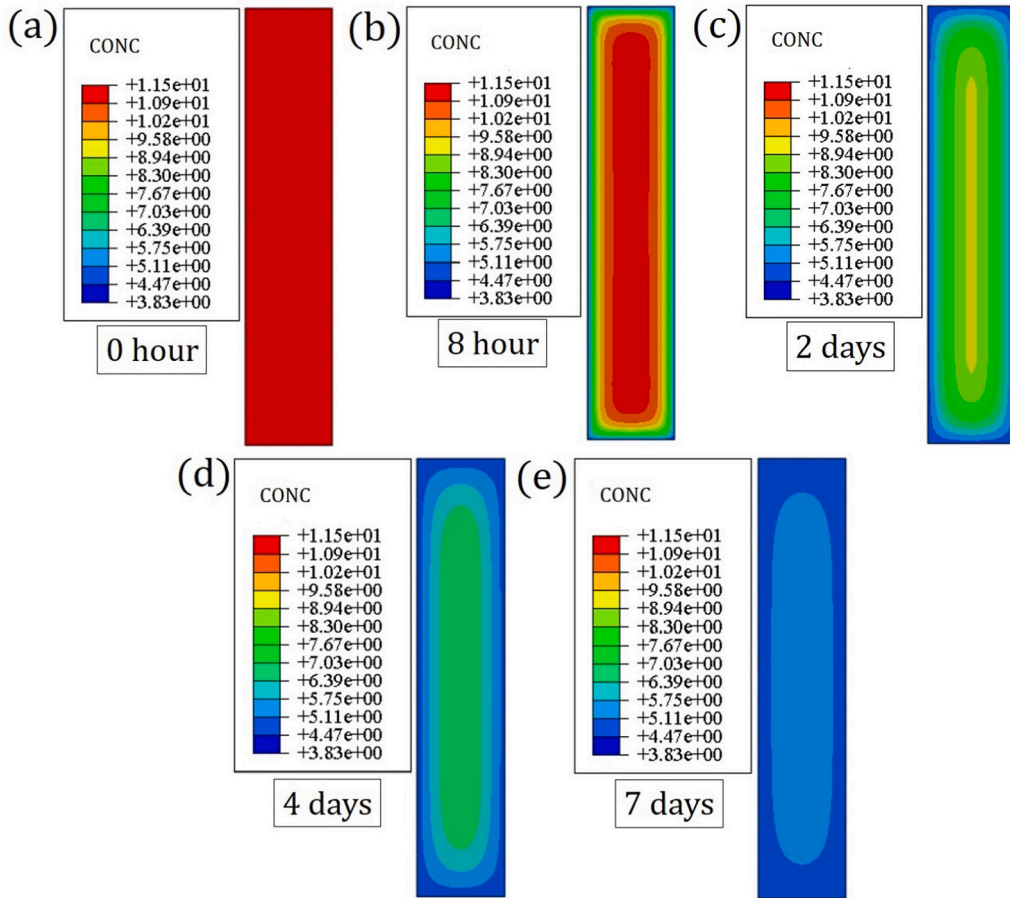 (a)
CONC
+1.15e+01
+1.09e+01
+1.02e+01
+9.58e+00
+8.94e+00
+8.30e+00
+7.67e+00
+7.03e+00
+6.39e+00
+5.75e+00
+5.11e+00
+4.47e+00
+3.83e+00
0 hour
(b)
CONC
+1.15e+01
+1.09e+01
+1.02e+01
+9.58e+00
+8.94e+00
+8.30e+00
+7.67e+00
+7.03e+00
+6.39e+00
+5.75e+00
+5.11e+00
+4.47e+00
+3.83e+00
8 hour
(c)
CONC
+1.15e+01
+1.09e+01
+1.02e+01
+9.58e+00
+8.94e+00
+8.30e+00
+7.67e+00
+7.03e+00
+6.39e+00
+5.75e+00
+5.11e+00
+4.47e+00
+3.83e+00
2 days
(d)
CONC
+1.15e+01
+1.09e+01
+1.02e+01
+9.58e+00
+8.94e+00
+8.30e+00
+7.67e+00
+7.03e+00
+6.39e+00
+5.75e+00
+5.11e+00
+4.47e+00
+3.83e+00
4 days
(e)
CONC
+1.15e+01
+1.09e+01
+1.02e+01
+9.58e+00
+8.94e+00
+8.30e+00
+7.67e+00
+7.03e+00
+6.39e+00
+5.75e+00
+5.11e+00
+4.47e+00
+3.83e+00
7 days